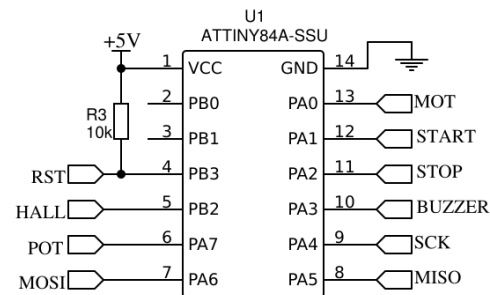 U1
ATTINY84A-SSU
+5V
1 VCC GND 14
2 PB0 PA0 13 MOT
R3
10k
3 PB1 PA1 12 START
RST 4 PB3 PA2 11 STOP
HALL 5 PB2 PA3 10 BUZZER
POT 6 PA7 PA4 9 SCK
MOSI 7 PA6 PA5 8 MISO